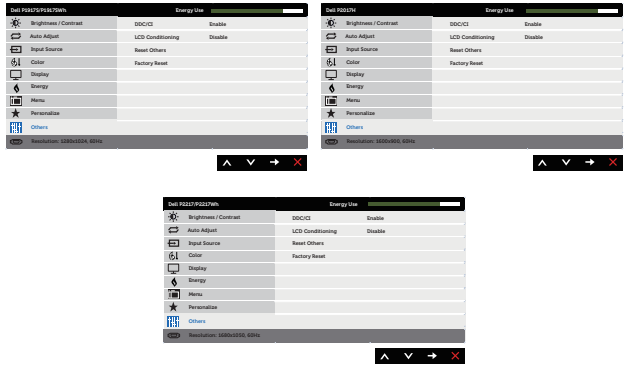 Dell P1917S/P1917SWh Energy Use
Brightness / Contrast DDC/CI Enable
Auto Adjust LCD Conditioning Disable
Input Source Reset Others
Color Factory Reset
Display
Energy
Menu
Personalize
Others
Resolution: 1280x1024, 60Hz
Dell P2017H Energy Use
Brightness / Contrast DDC/CI Enable
Auto Adjust LCD Conditioning Disable
Input Source Reset Others
Color Factory Reset
Display
Energy
Menu
Personalize
Others
Resolution: 1600x900, 60Hz
Dell P2217/P2217Wh Energy Use
Brightness / Contrast DDC/CI Enable
Auto Adjust LCD Conditioning Disable
Input Source Reset Others
Color Factory Reset
Display
Energy
Menu
Personalize
Others
Resolution: 1680x1050, 60Hz